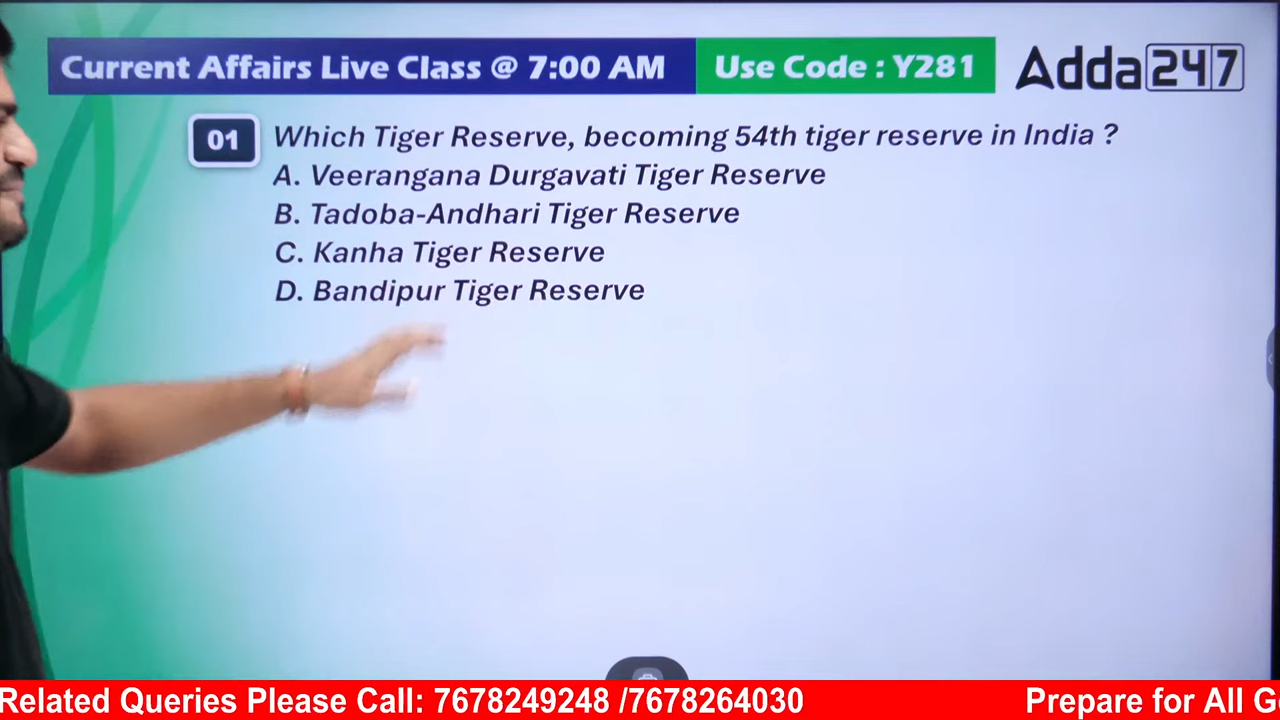 Current Affairs Live Class @ 7:00 AM
Use Code : Y281
Adda247
01
Which Tiger Reserve, becoming 54th tiger reserve in India ?
A. Veerangana Durgavati Tiger Reserve
B. Tadoba-Andhari Tiger Reserve
C. Kanha Tiger Reserve
D. Bandipur Tiger Reserve
Related Queries Please Call: 7678249248 /7678264030
Prepare for All